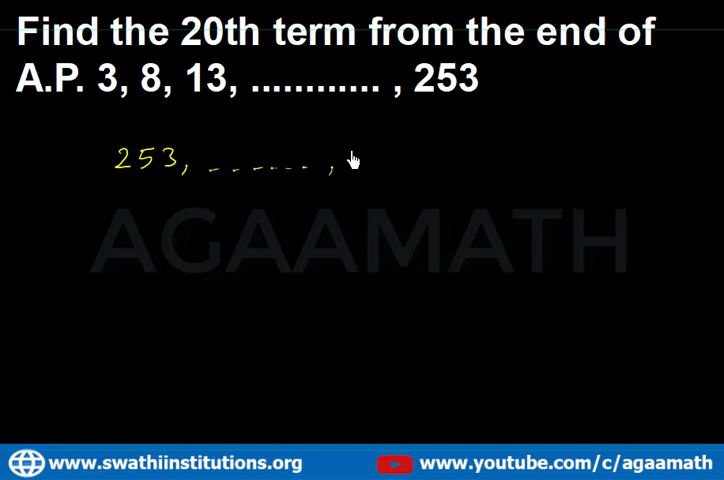 Find the 20th term from the end of
A.P. 3, 8, 13, ............ , 253
253, ....... ,
AGAAMATH
www.swathiinstitutions.org
www.youtube.com/c/agaamath